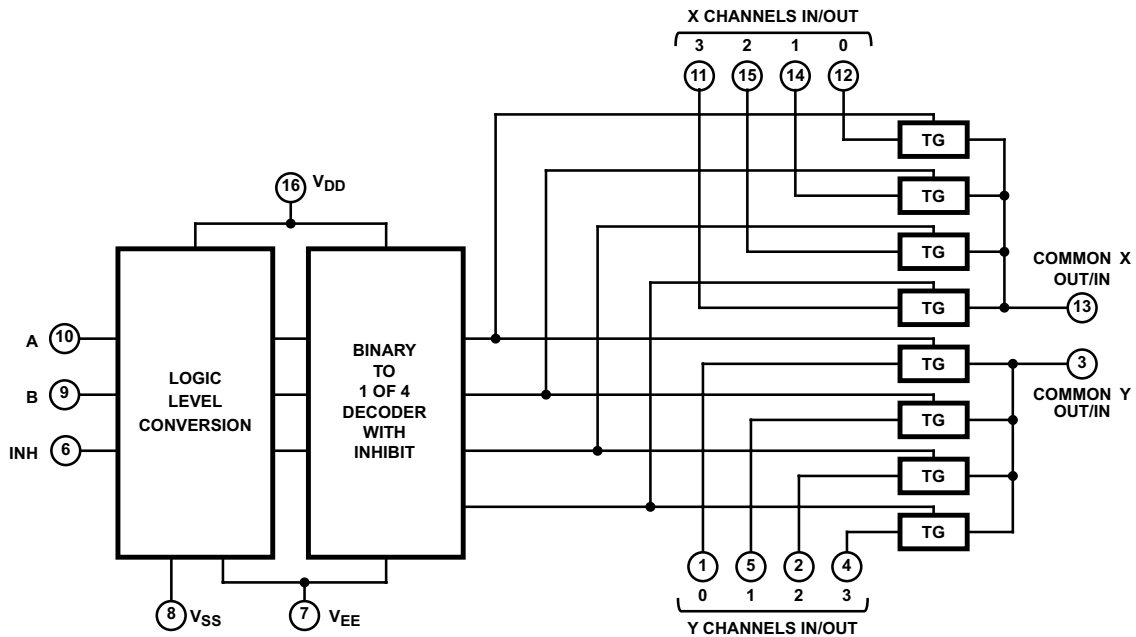 X CHANNELS IN/OUT
3 2 1 0
11 15 14 12
TG
TG
TG
TG
COMMON X
OUT/IN
13
16 VDD
A 10
B 9
INH 6
LOGIC
LEVEL
CONVERSION
BINARY
TO
1 OF 4
DECODER
WITH
INHIBIT
TG
TG
TG
TG
3
COMMON Y
OUT/IN
8 VSS
7 VEE
1 5 2 4
0 1 2 3
Y CHANNELS IN/OUT